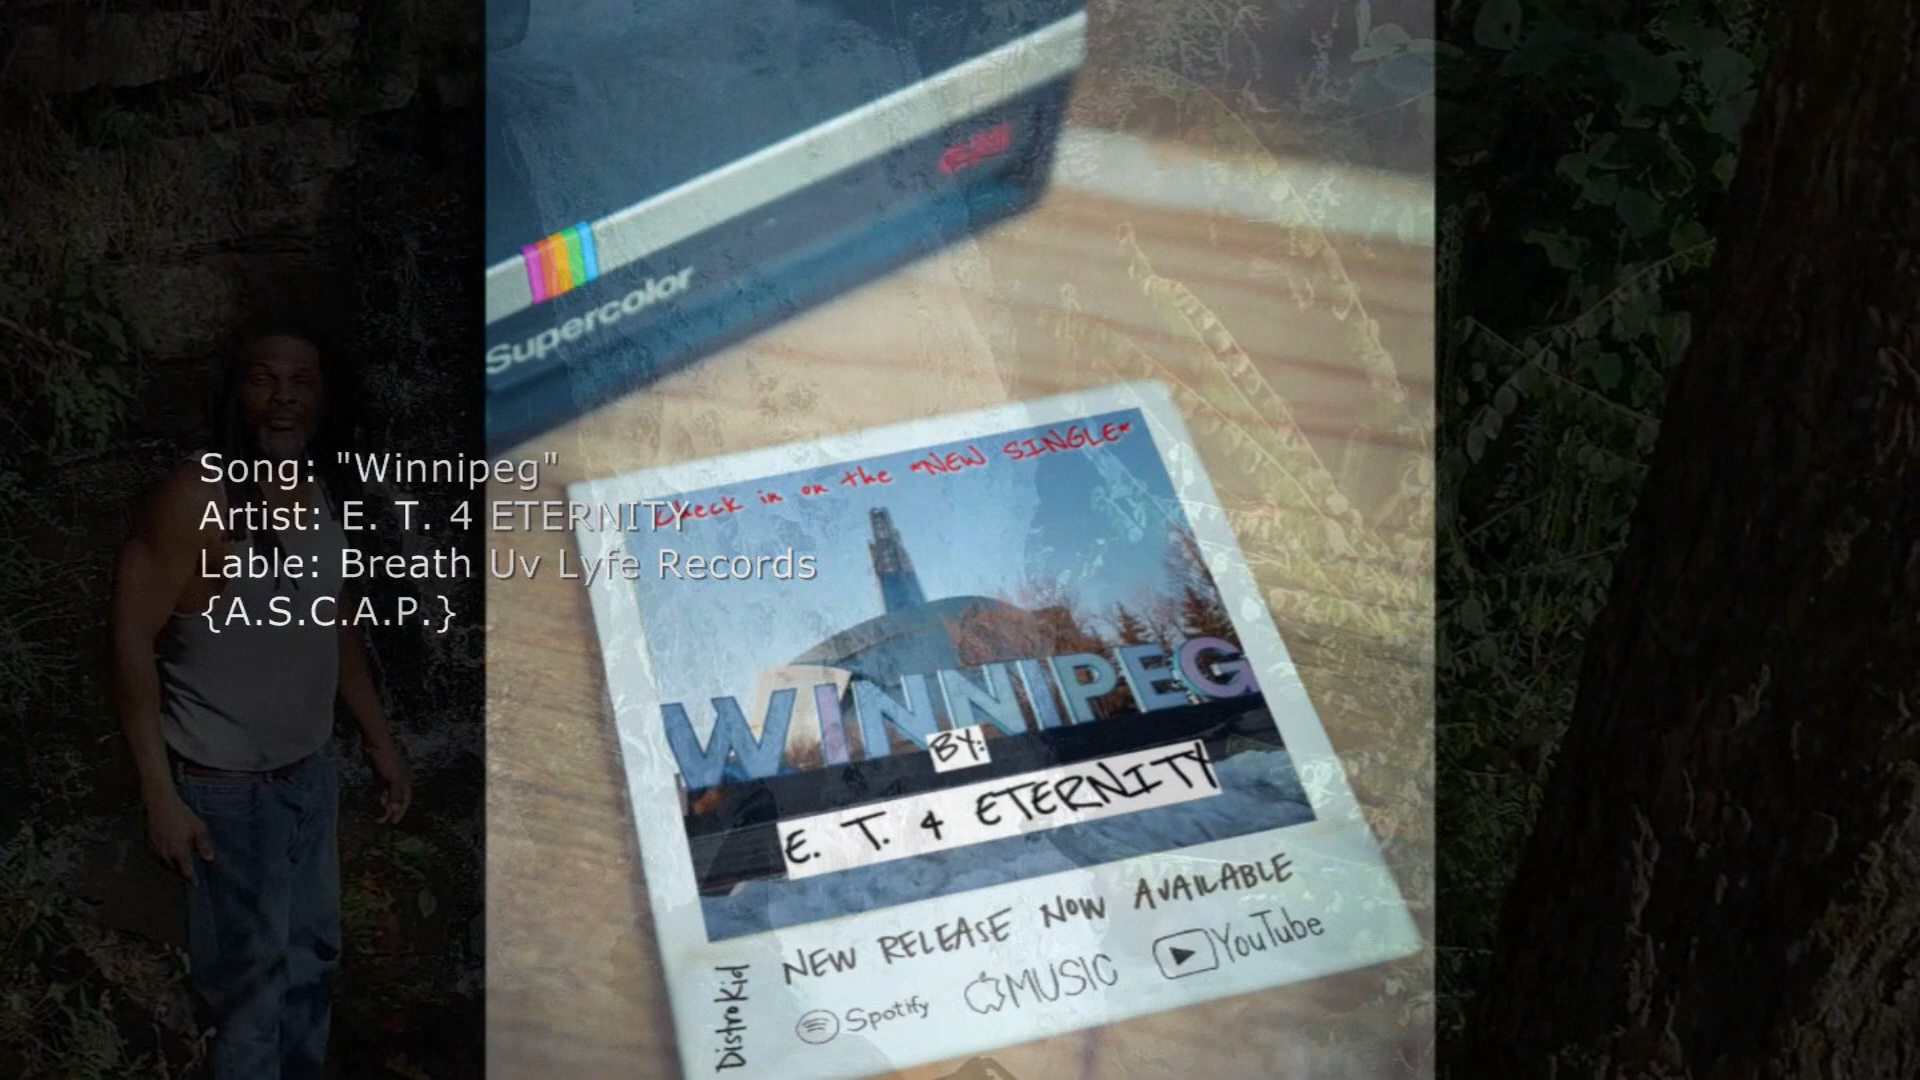 Supercolor
Song: "Winnipeg"
Artist: E. T. 4 ETERNITY
Lable: Breath Uv Lyfe Records
{A.S.C.A.P.}
Check in on the *NEW SINGLE*
WINNIPEG
BY:
E. T. 4 ETERNITY
NEW RELEASE NOW AVAILABLE
DistroKid
Spotify MUSIC YouTube